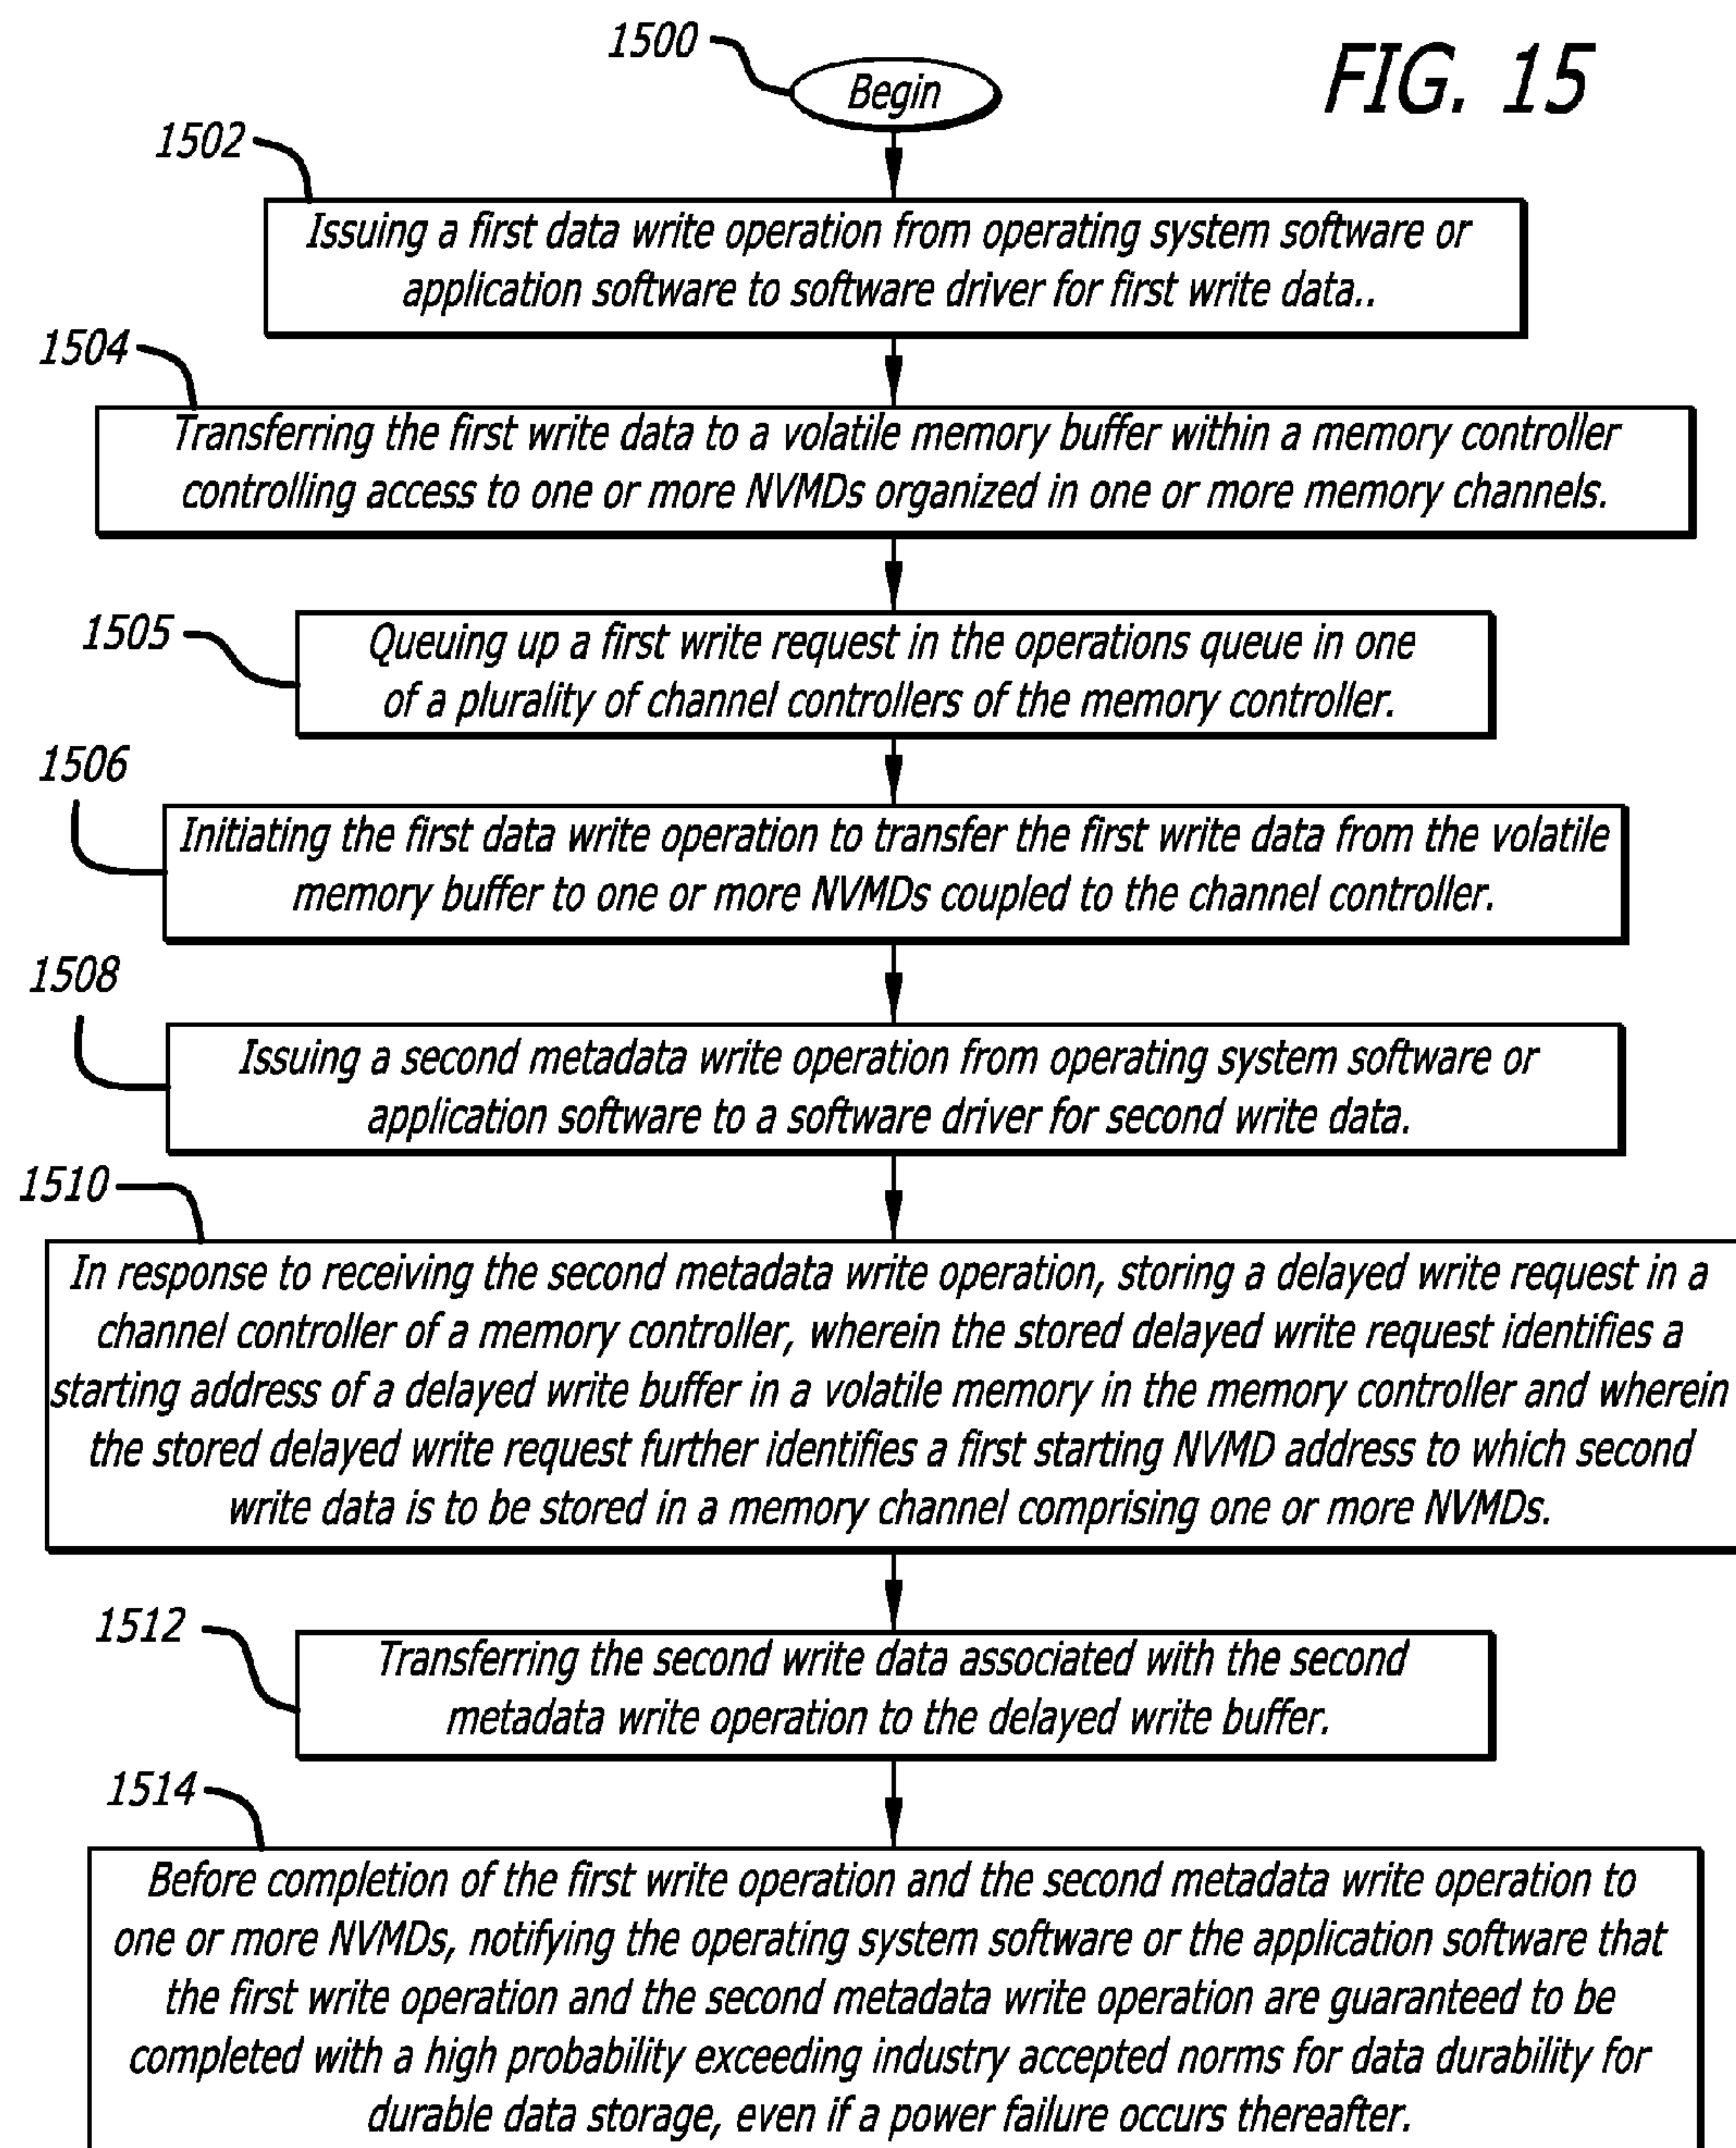 1500
Begin
FIG. 15
1502
Issuing a first data write operation from operating system software or
application software to software driver for first write data..
1504
Transferring the first write data to a volatile memory buffer within a memory controller
controlling access to one or more NVMDs organized in one or more memory channels.
1505
Queuing up a first write request in the operations queue in one
of a plurality of channel controllers of the memory controller.
1506
Initiating the first data write operation to transfer the first write data from the volatile
memory buffer to one or more NVMDs coupled to the channel controller.
1508
Issuing a second metadata write operation from operating system software or
application software to a software driver for second write data.
1510
In response to receiving the second metadata write operation, storing a delayed write request in a
channel controller of a memory controller, wherein the stored delayed write request identifies a
starting address of a delayed write buffer in a volatile memory in the memory controller and wherein
the stored delayed write request further identifies a first starting NVMD address to which second
write data is to be stored in a memory channel comprising one or more NVMDs.
1512
Transferring the second write data associated with the second
metadata write operation to the delayed write buffer.
1514
Before completion of the first write operation and the second metadata write operation to
one or more NVMDs, notifying the operating system software or the application software that
the first write operation and the second metadata write operation are guaranteed to be
completed with a high probability exceeding industry accepted norms for data durability for
durable data storage, even if a power failure occurs thereafter.